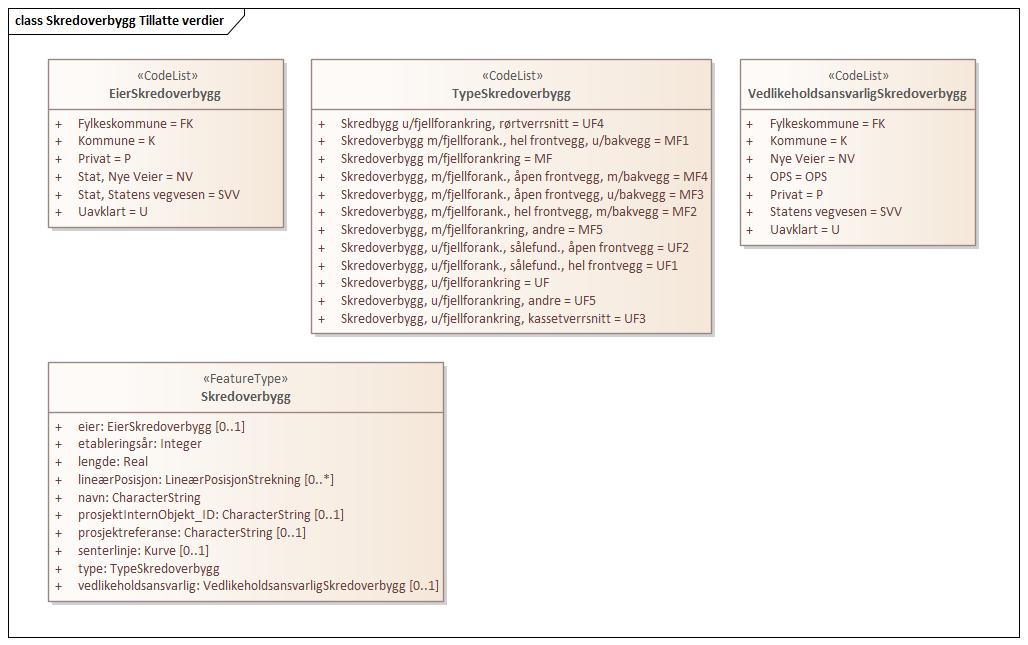 class Skredoverbygg Tillatte verdier
«CodeList»
EierSkredoverbygg
+ Fylkeskommune = FK
+ Kommune = K
+ Privat = P
+ Stat, Nye Veier = NV
+ Stat, Statens vegvesen = SVV
+ Uavklart = U
«CodeList»
TypeSkredoverbygg
+ Skredbygg u/fjellforankring, rørtverrsnitt = UF4
+ Skredoverbygg m/fjellforank., hel frontvegg, u/bakvegg = MF1
+ Skredoverbygg m/fjellforankring = MF
+ Skredoverbygg, m/fjellforank., åpen frontvegg, m/bakvegg = MF4
+ Skredoverbygg, m/fjellforank., åpen frontvegg, u/bakvegg = MF3
+ Skredoverbygg, m/fjellforank., hel frontvegg, m/bakvegg = MF2
+ Skredoverbygg, m/fjellforankring, andre = MF5
+ Skredoverbygg, u/fjellforank., sålefund., åpen frontvegg = UF2
+ Skredoverbygg, u/fjellforank., sålefund., hel frontvegg = UF1
+ Skredoverbygg, u/fjellforankring = UF
+ Skredoverbygg, u/fjellforankring, andre = UF5
+ Skredoverbygg, u/fjellforankring, kassetverrsnitt = UF3
«CodeList»
VedlikeholdsansvarligSkredoverbygg
+ Fylkeskommune = FK
+ Kommune = K
+ Nye Veier = NV
+ OPS = OPS
+ Privat = P
+ Statens vegvesen = SVV
+ Uavklart = U
«FeatureType»
Skredoverbygg
+ eier: EierSkredoverbygg [0..1]
+ etableringsår: Integer
+ lengde: Real
+ lineærPosisjon: LineærPosisjonStrekning [0..*]
+ navn: CharacterString
+ prosjektInternObjekt_ID: CharacterString [0..1]
+ prosjektreferanse: CharacterString [0..1]
+ senterlinje: Kurve [0..1]
+ type: TypeSkredoverbygg
+ vedlikeholdsansvarlig: VedlikeholdsansvarligSkredoverbygg [0..1]